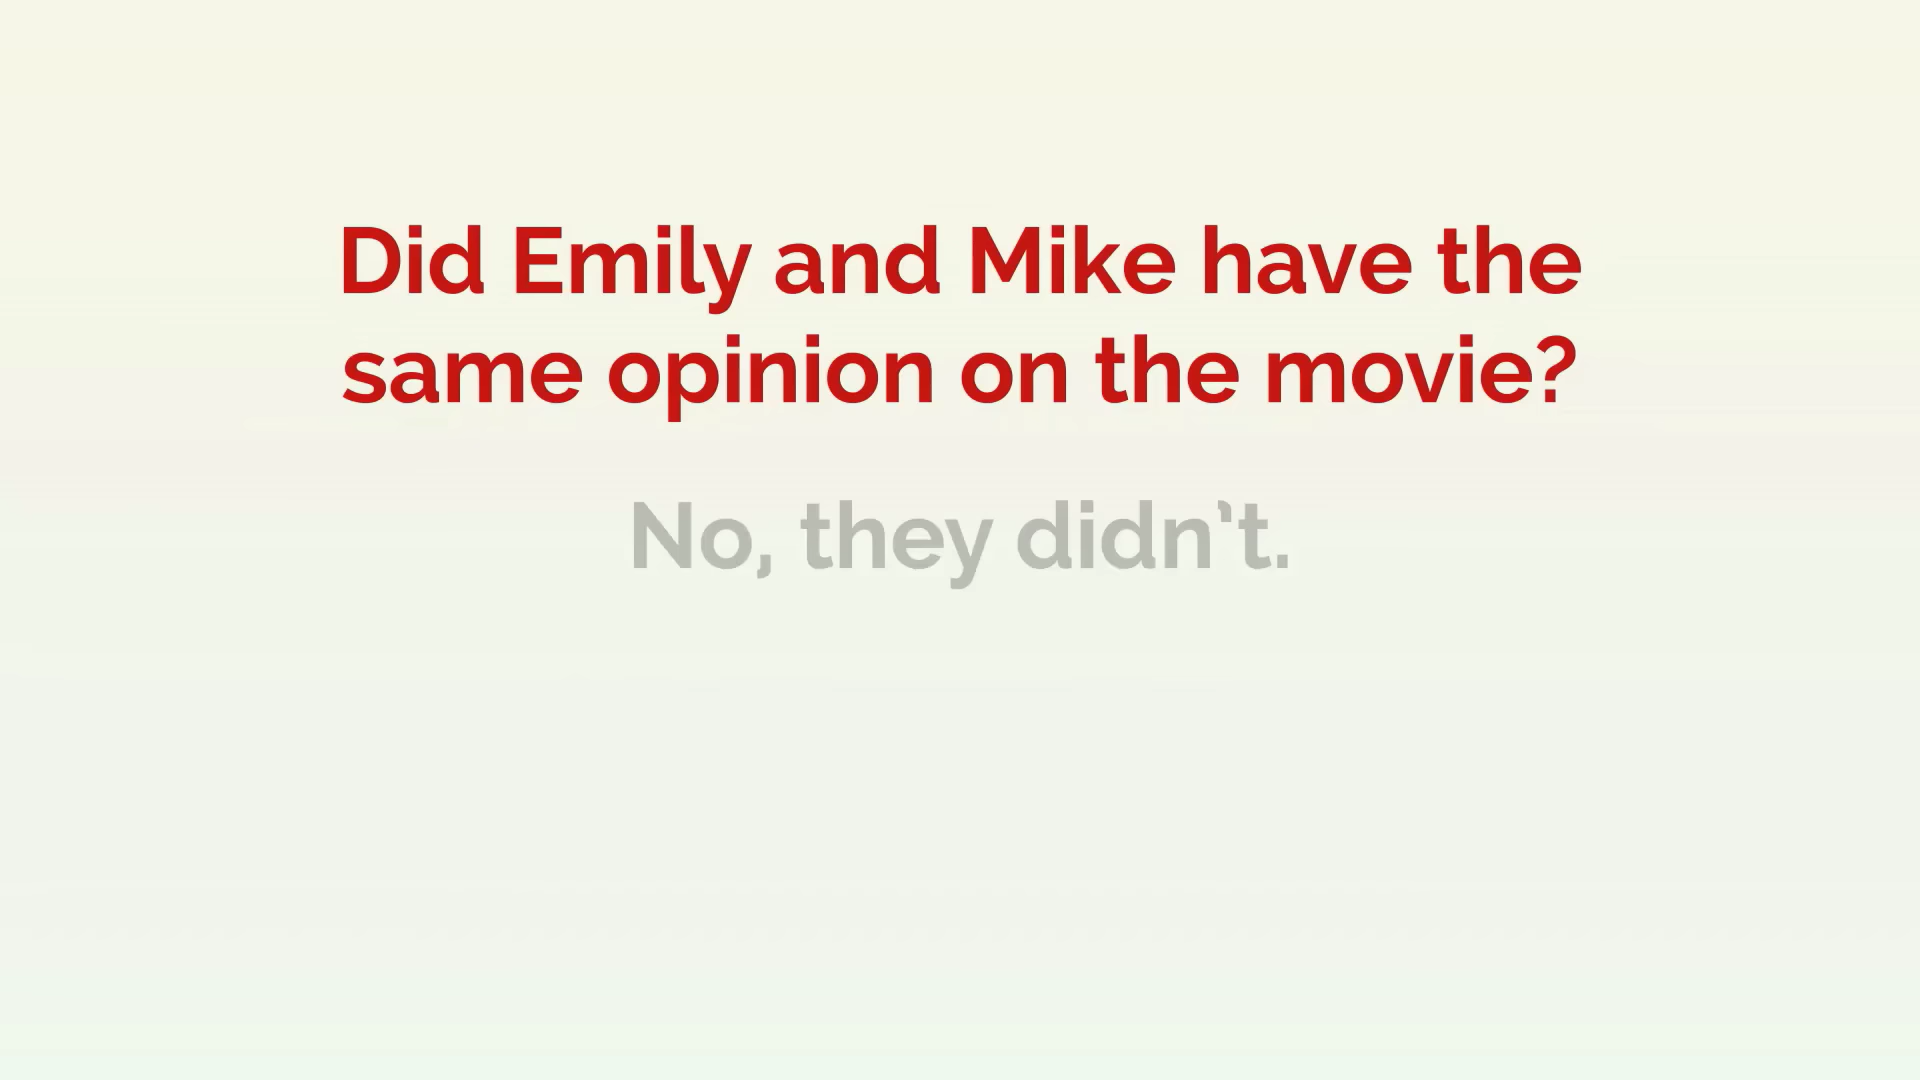 Did Emily and Mike have the
same opinion on the movie?
No, they didn't.